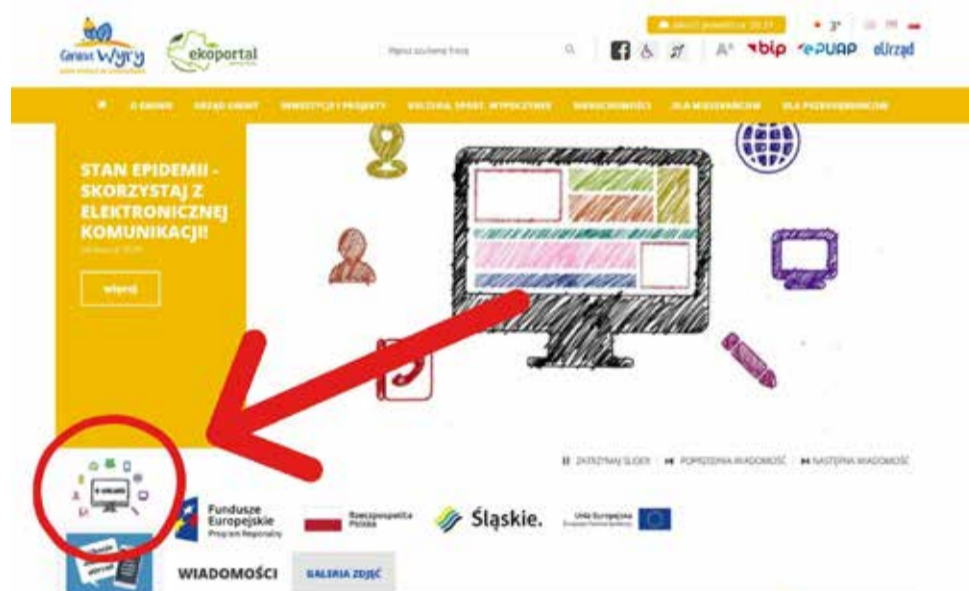 Gmina Wyry
ekoportal
Wpisz szukaną frazę
bip
ePUAP
eUrząd
O GMINIE
URZĄD GMINY
INWESTYCJE I PROJEKTY
KULTURA, SPORT, WYPOCZYNEK
NIERUCHOMOŚCI
DLA MIESZKAŃCÓW
DLA PRZEDSIĘBIORCÓW
STAN EPIDEMII -
SKORZYSTAJ Z
ELEKTRONICZNEJ
KOMUNIKACJI!
więcej
ZATRZYMAJ SLIDER
POPRZEDNIA WIADOMOŚĆ
NASTĘPNA WIADOMOŚĆ
Fundusze
Europejskie
Program Regionalny
Rzeczpospolita
Polska
Śląskie.
Unia Europejska
WIADOMOŚCI
GALERIA ZDJĘĆ